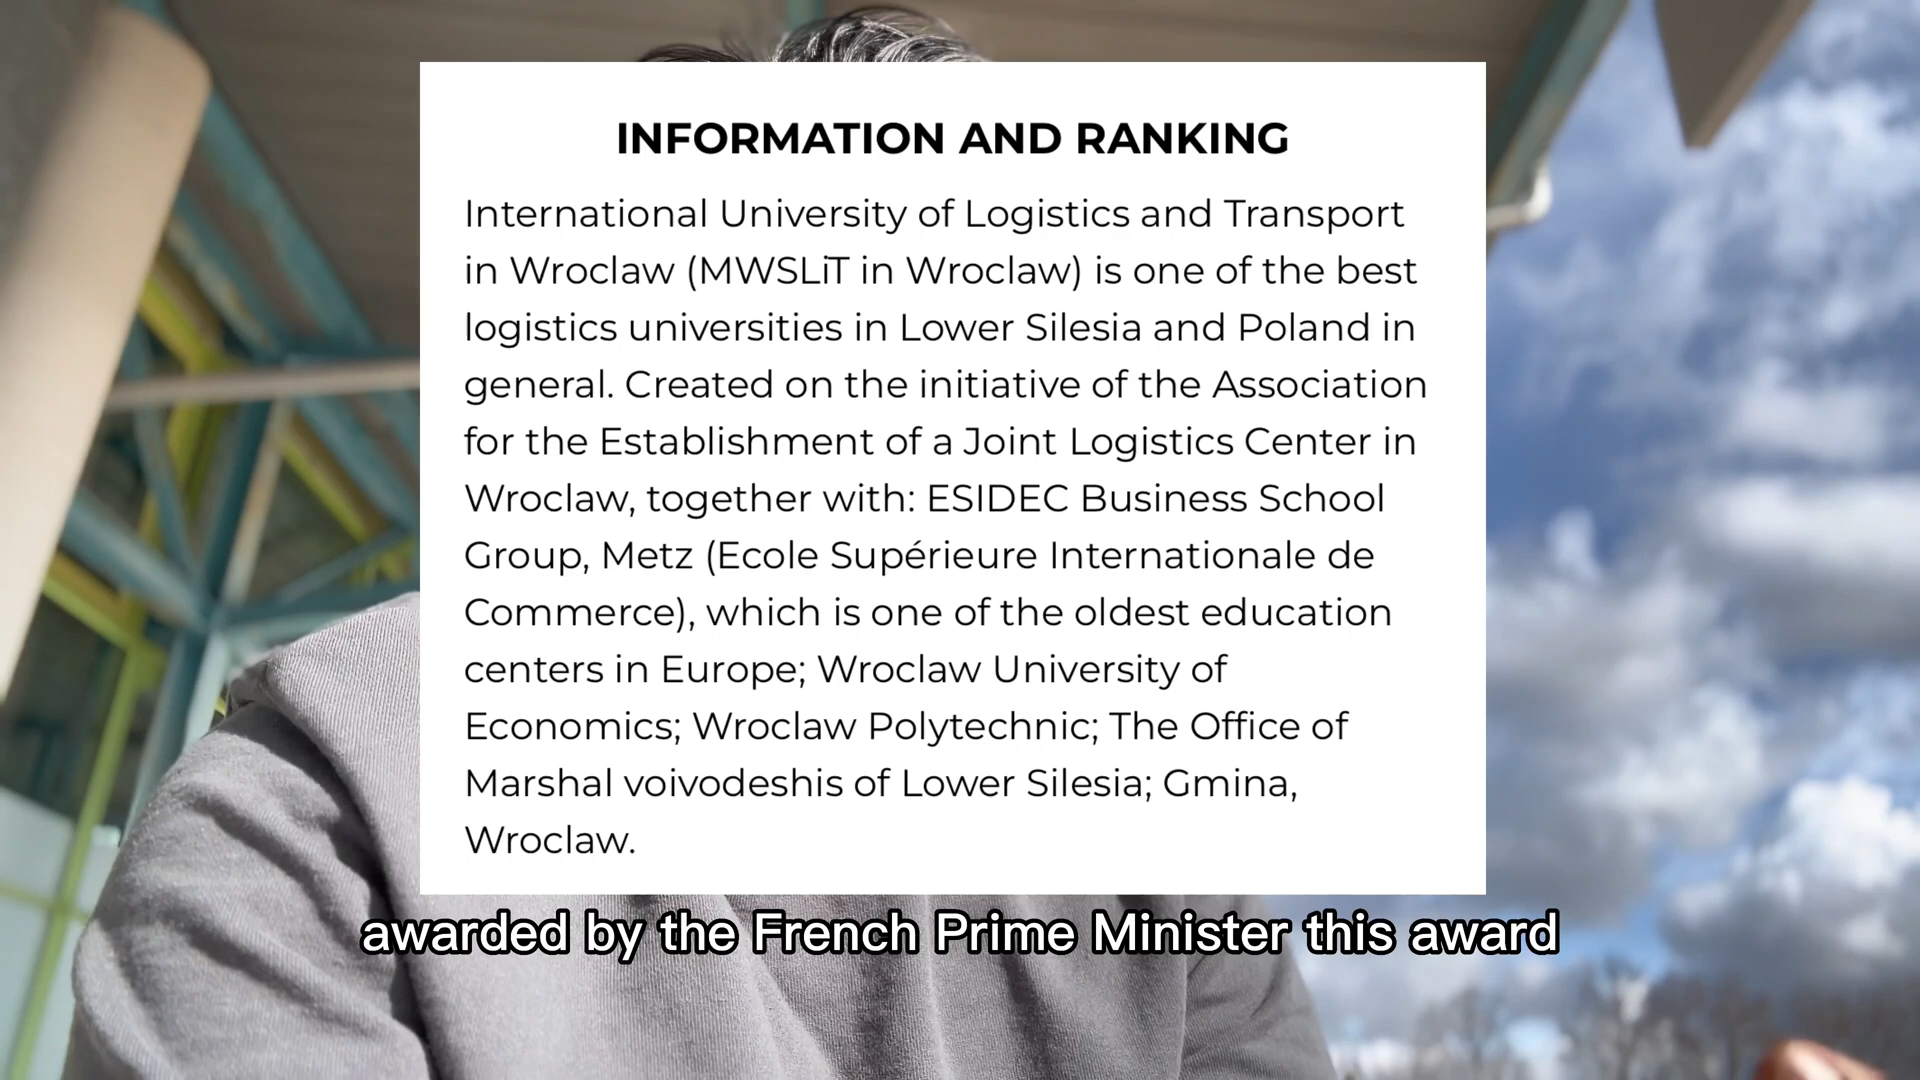 INFORMATION AND RANKING
International University of Logistics and Transport
in Wroclaw (MWSLiT in Wroclaw) is one of the best
logistics universities in Lower Silesia and Poland in
general. Created on the initiative of the Association
for the Establishment of a Joint Logistics Center in
Wroclaw, together with: ESIDEC Business School
Group, Metz (Ecole Supérieure Internationale de
Commerce), which is one of the oldest education
centers in Europe; Wroclaw University of
Economics; Wroclaw Polytechnic; The Office of
Marshal voivodeshis of Lower Silesia; Gmina,
Wroclaw.
awarded by the French Prime Minister this award